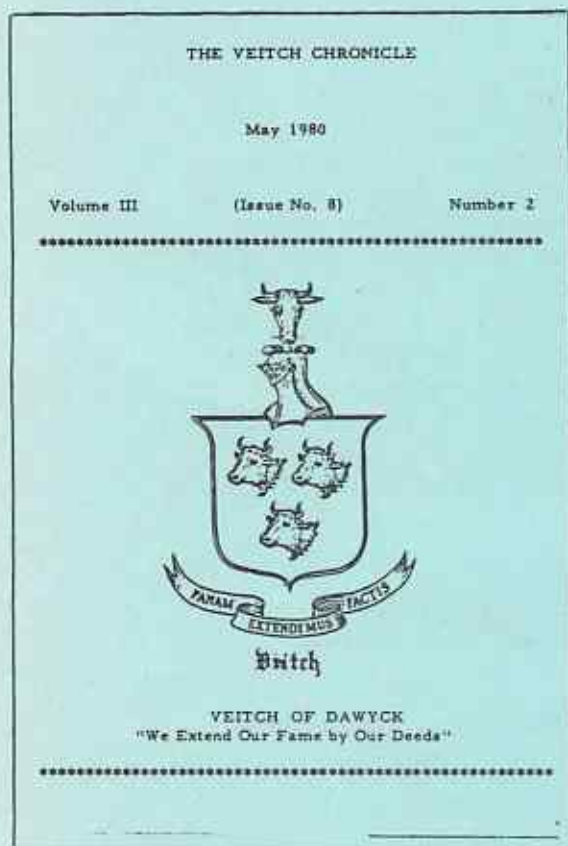 THE VEITCH CHRONICLE
May 1980
Volume III (Issue No. 8) Number 2
FAMAM EXTENDIMUS FACTIS
Veitch
VEITCH OF DAWYCK
"We Extend Our Fame by Our Deeds"